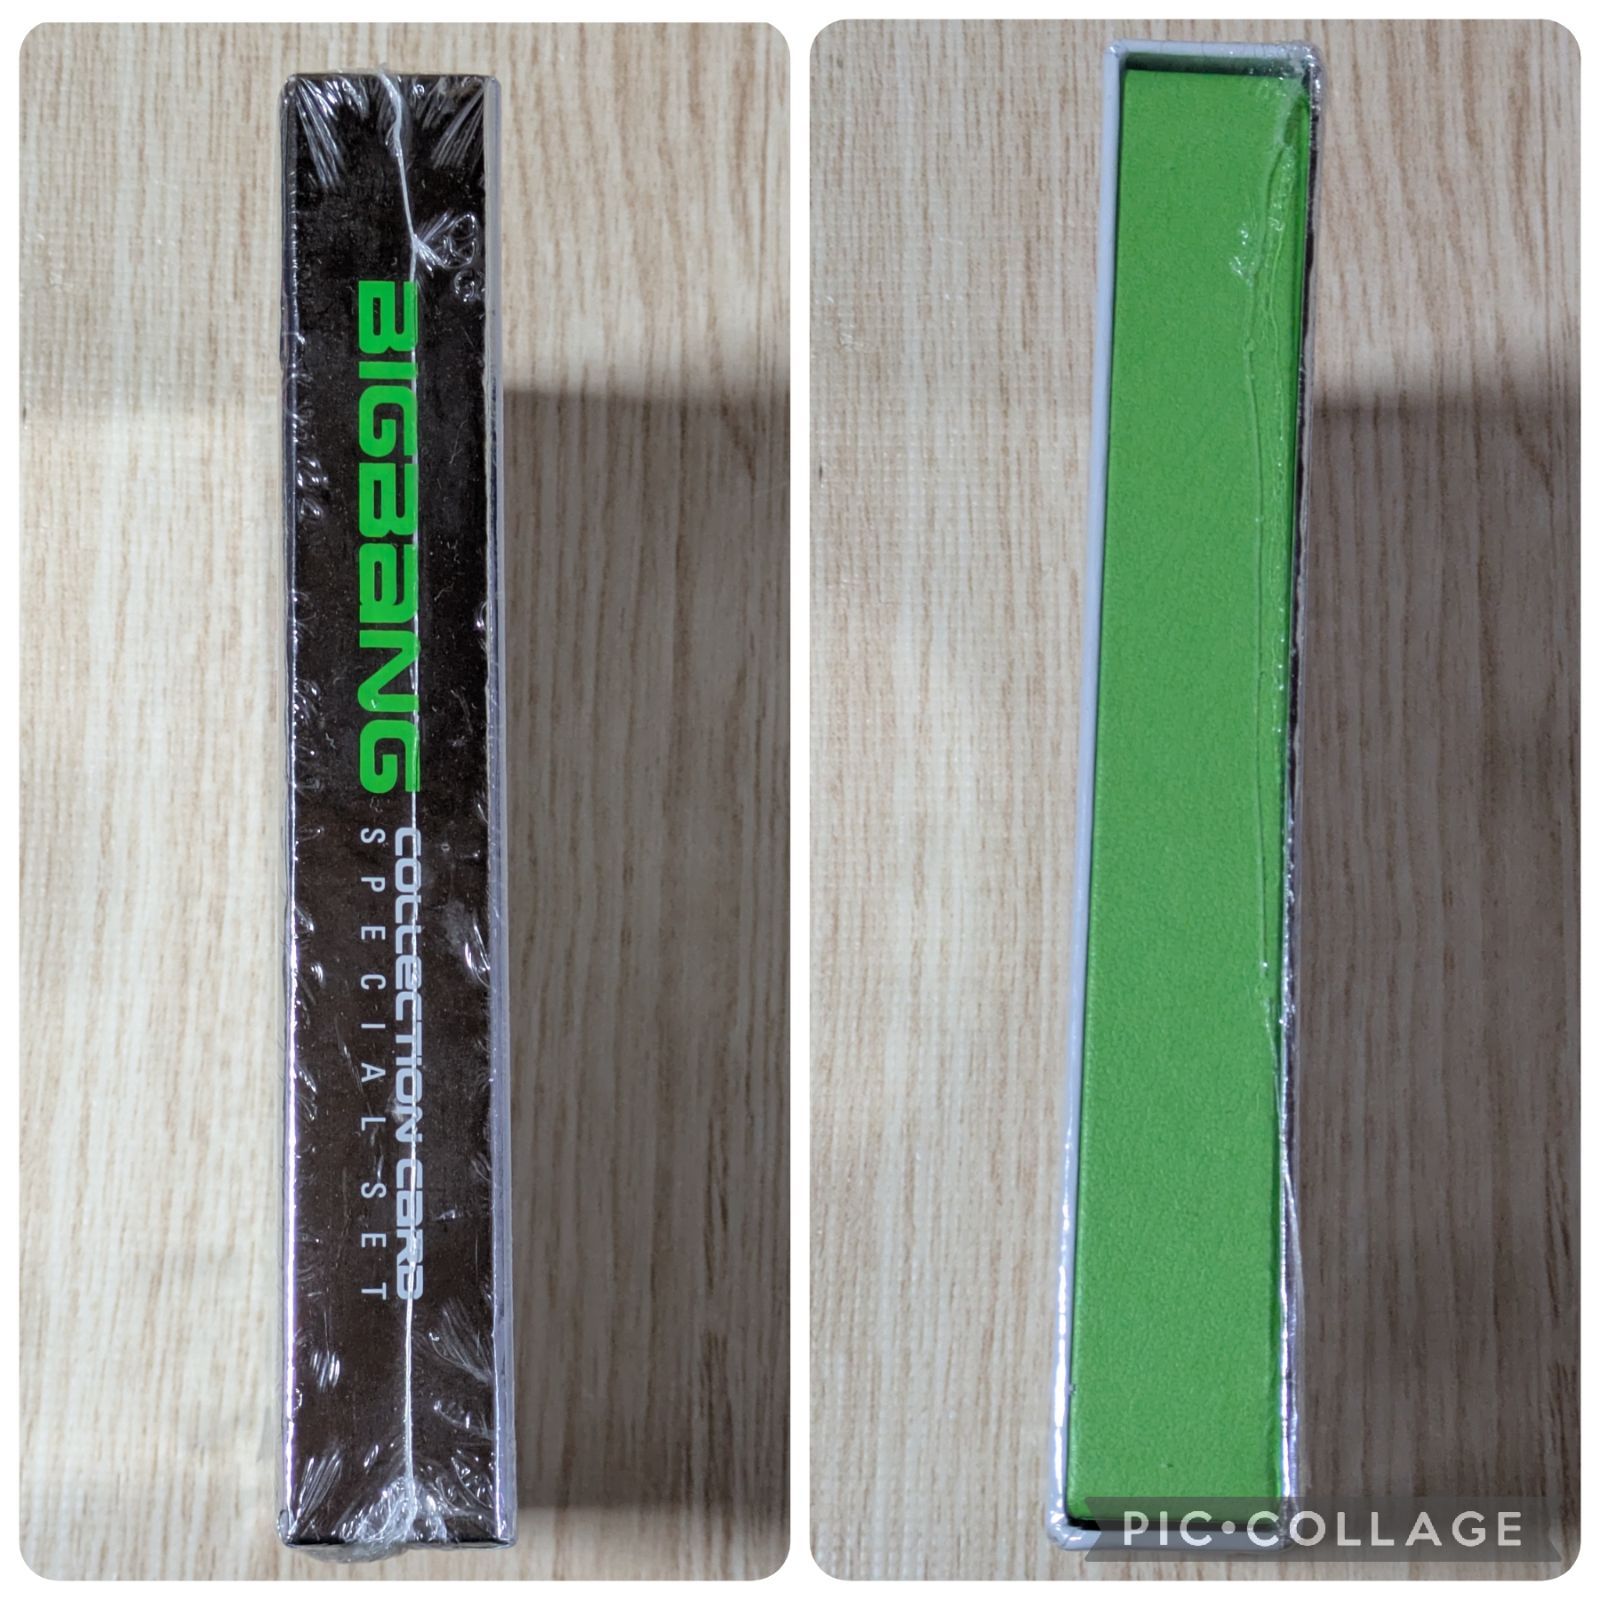 BIGBaNG
COLLECTION CARD
SPECIAL SET
PIC•COLLAGE